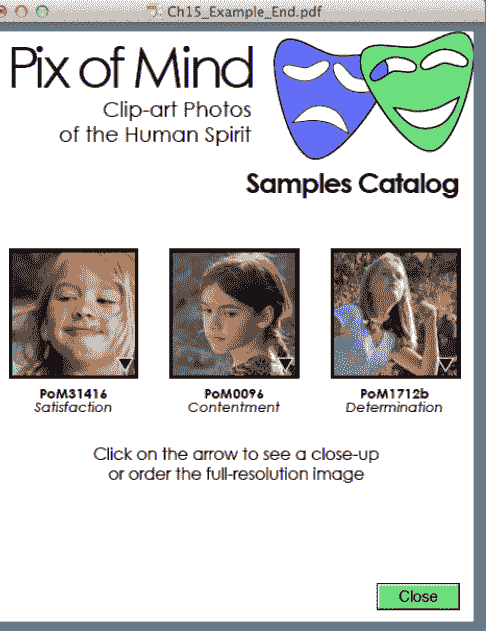 Ch15_Example_End.pdf
Pix of Mind
Clip-art Photos
of the Human Spirit
Samples Catalog
PoM31416
Satisfaction
PoM0096
Contentment
PoM1712b
Determination
Click on the arrow to see a close-up
or order the full-resolution image
Close